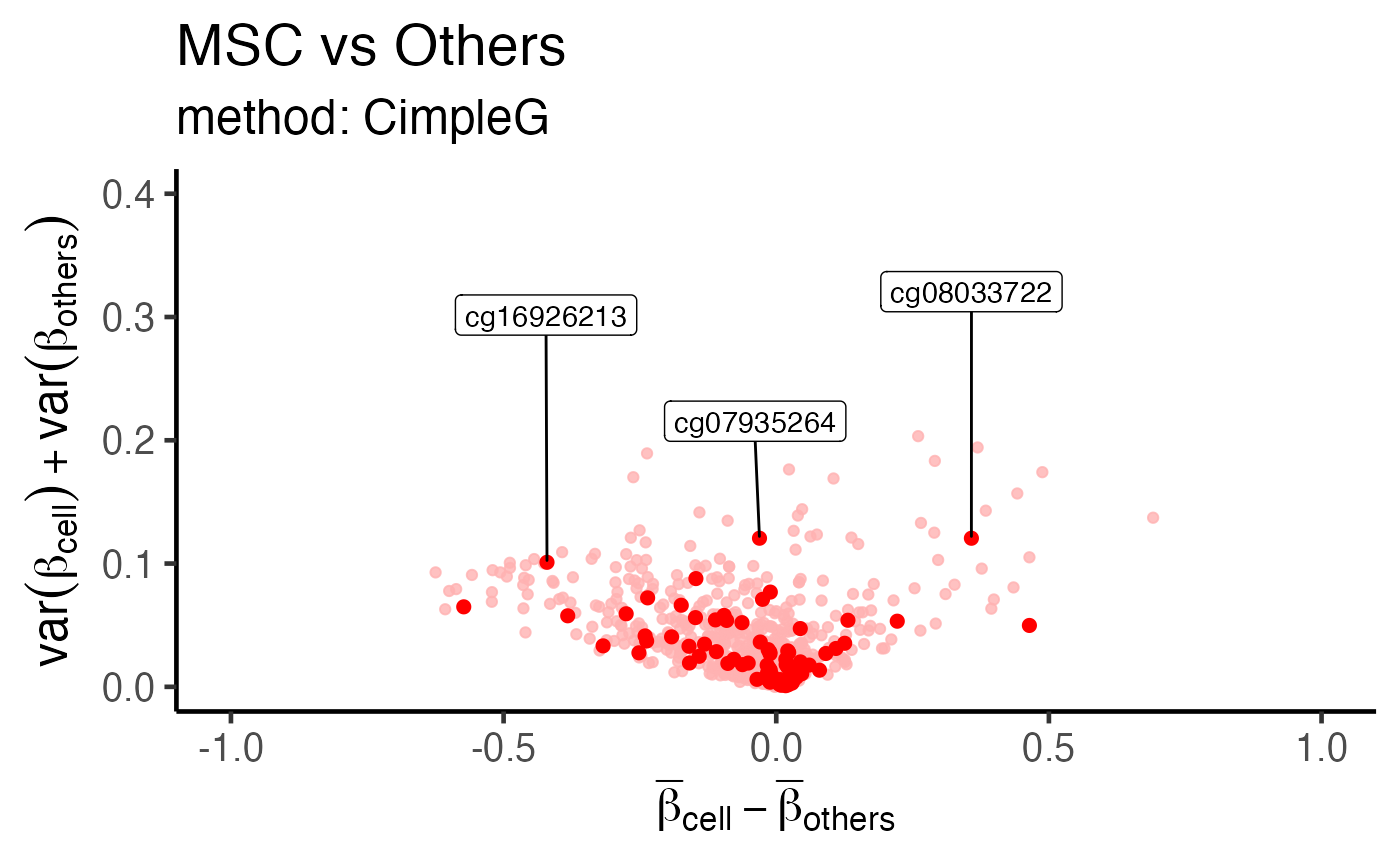 MSC vs Others
method: CimpleG
var(βcell) + var(βothers)
0.4
0.3
0.2
0.1
0.0
cg08033722
cg16926213
cg07935264
-1.0 -0.5 0.0 0.5 1.0
β̅cell − β̅others